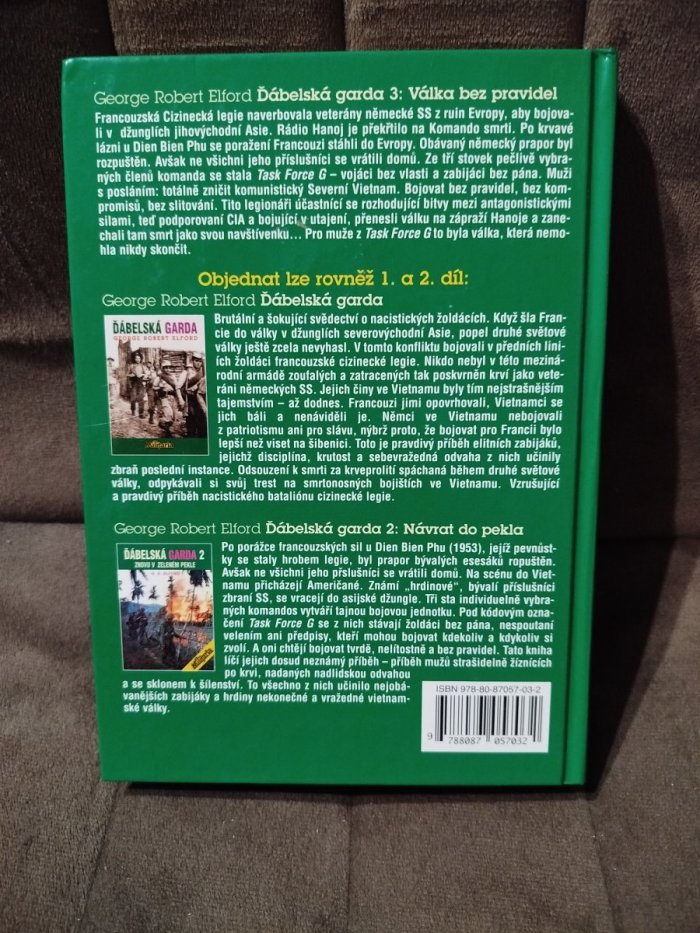 George Robert Elford Ďábelská garda 3: Válka bez pravidel
Francouzská Cizinecká legie naverbovala veterány německé SS z ruin Evropy, aby bojova-
li v džunglích jihovýchodní Asie. Rádio Hanoj je překřtilo na Komando smrti. Po krvavé
lázni u Dien Bien Phu se poražení Francouzi stáhli do Evropy. Obávaný německý prapor byl
rozpuštěn. Avšak ne všichni jeho příslušníci se vrátili domů. Ze tří stovek pečlivě vybra-
ných členů komanda se stala Task Force G – vojáci bez vlasti a zabijáci bez pána. Muži
s posláním: totálně zničit komunistický Severní Vietnam. Bojovat bez pravidel, bez kom-
promisů, bez slitování. Tito legionáři účastnící se rozhodující bitvy mezi antagonistickými
silami, teď podporovaní CIA a bojující v utajení, přenesli válku na zápraží Hanoje a zane-
chali tam smrt jako svou navštívenku... Pro muže z Task Force G to byla válka, která nemo-
hla nikdy skončit.
Objednat lze rovněž 1. a 2. díl:
George Robert Elford Ďábelská garda
ĎÁBELSKÁ GARDA
GEORGE ROBERT ELFORD
Brutální a šokující svědectví o nacistických žoldácích. Když šla Fran-
cie do války v džunglích severovýchodní Asie, popel druhé světové
války ještě zcela nevyhasl. V tomto konfliktu bojovali v předních lini-
ích žoldáci francouzské cizinecké legie. Nikdo nebyl v této meziná-
rodní armádě zoufalých a zatracených tak poskvrněn krví jako vete-
ráni německých SS. Jejich činy ve Vietnamu byly tím nejstrašnějším
tajemstvím – až dodnes. Francouzi jimi opovrhovali, Vietnamci se
jich báli a nenáviděli je. Němci ve Vietnamu nebojovali
z patriotismu ani pro slávu, nýbrž proto, že bojovat pro Francii bylo
lepší než viset na šibenici. Toto je pravdivý příběh elitních zabijáků,
jejichž disciplína, krutost a sebevražedná odvaha z nich učinily
zbraň poslední instance. Odsouzení k smrti za krveprolití spáchaná během druhé světové
války, odpykávali si svůj trest na smrtonosných bojištích ve Vietnamu. Vzrušující
a pravdivý příběh nacistického bataliónu cizinecké legie.
George Robert Elford Ďábelská garda 2: Návrat do pekla
ĎÁBELSKÁ GARDA 2
ZNOVU V ZELENÉM PEKLE
Po porážce francouzských sil u Dien Bien Phu (1953), jejíž pevnůst-
ky se staly hrobem legie, byl prapor bývalých esesáků ropuštěn.
Avšak ne všichni jeho přslušníci se vrátili domů. Na scénu do Viet-
namu přicházejí Američané. Známí „hrdinové“, bývalí příslušníci
zbraní SS, se vracejí do asijské džungle. Tři sta individuelně vybra-
ných komandos vytváří tajnou bojovou jednotku. Pod kódovým ozna-
čení Task Force G se z nich stávají žoldáci bez pána, nespoutaní
velením ani předpisy, kteří mohou bojovat kdekoliv a kdykoliv si
zvolí. A oni chtějí bojovat tvrdě, nelítostně a bez pravidel. Tato kniha
líčí jejich dosud neznámý příběh – příběh mužů strašidelně žíznících
po krvi, nadaných nadlidskou odvahou
a se sklonem k šílenství. To všechno z nich učinilo nejobá-
vanějších zabijáky a hrdiny nekonečné a vražedné vietnam-
ské války.
ISBN 978-80-87057-03-2
9 788087 057032